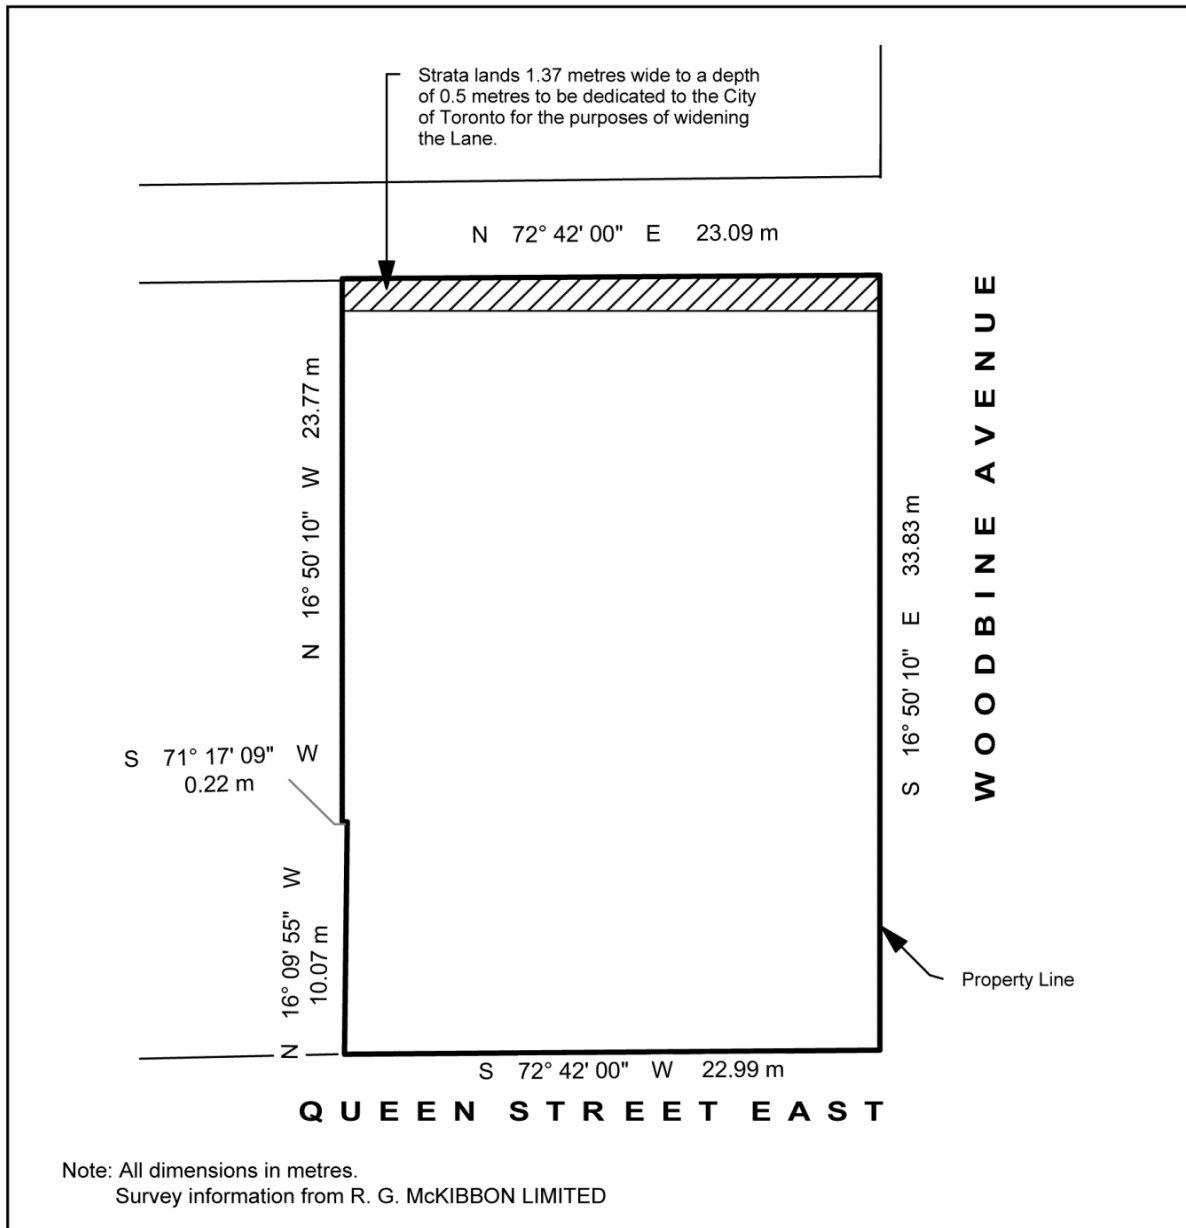 Strata lands 1.37 metres wide to a depth
of 0.5 metres to be dedicated to the City
of Toronto for the purposes of widening
the Lane.
N 72° 42' 00" E 23.09 m
N 16° 50' 10" W 23.77 m
S 16° 50' 10" E 33.83 m
WOODBINE AVENUE
S 71° 17' 09" W
0.22 m
N 16° 09' 55" W
10.07 m
Property Line
S 72° 42' 00" W 22.99 m
QUEEN STREET EAST
Note: All dimensions in metres.
Survey information from R. G. McKIBBON LIMITED